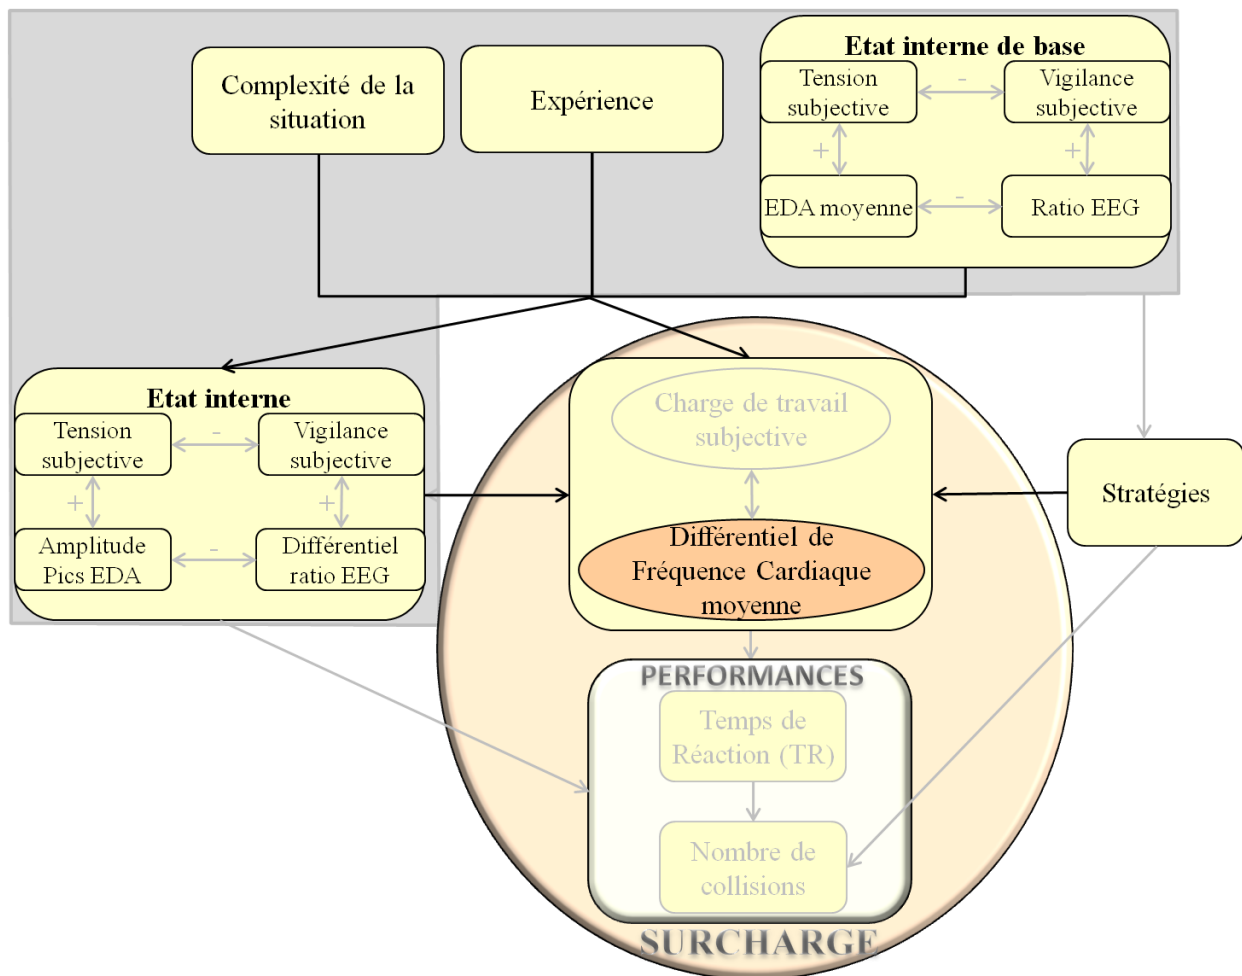 Complexité de la
situation
Expérience
Etat interne de base
Tension
subjective
-
Vigilance
subjective
+
+
EDA moyenne
-
Ratio EEG
Etat interne
Tension
subjective
-
Vigilance
subjective
+
+
Amplitude
Pics EDA
-
Différentiel
ratio EEG
Charge de travail
subjective
Différentiel de
Fréquence Cardiaque
moyenne
Stratégies
PERFORMANCES
Temps de
Réaction (TR)
Nombre de
collisions
SURCHARGE